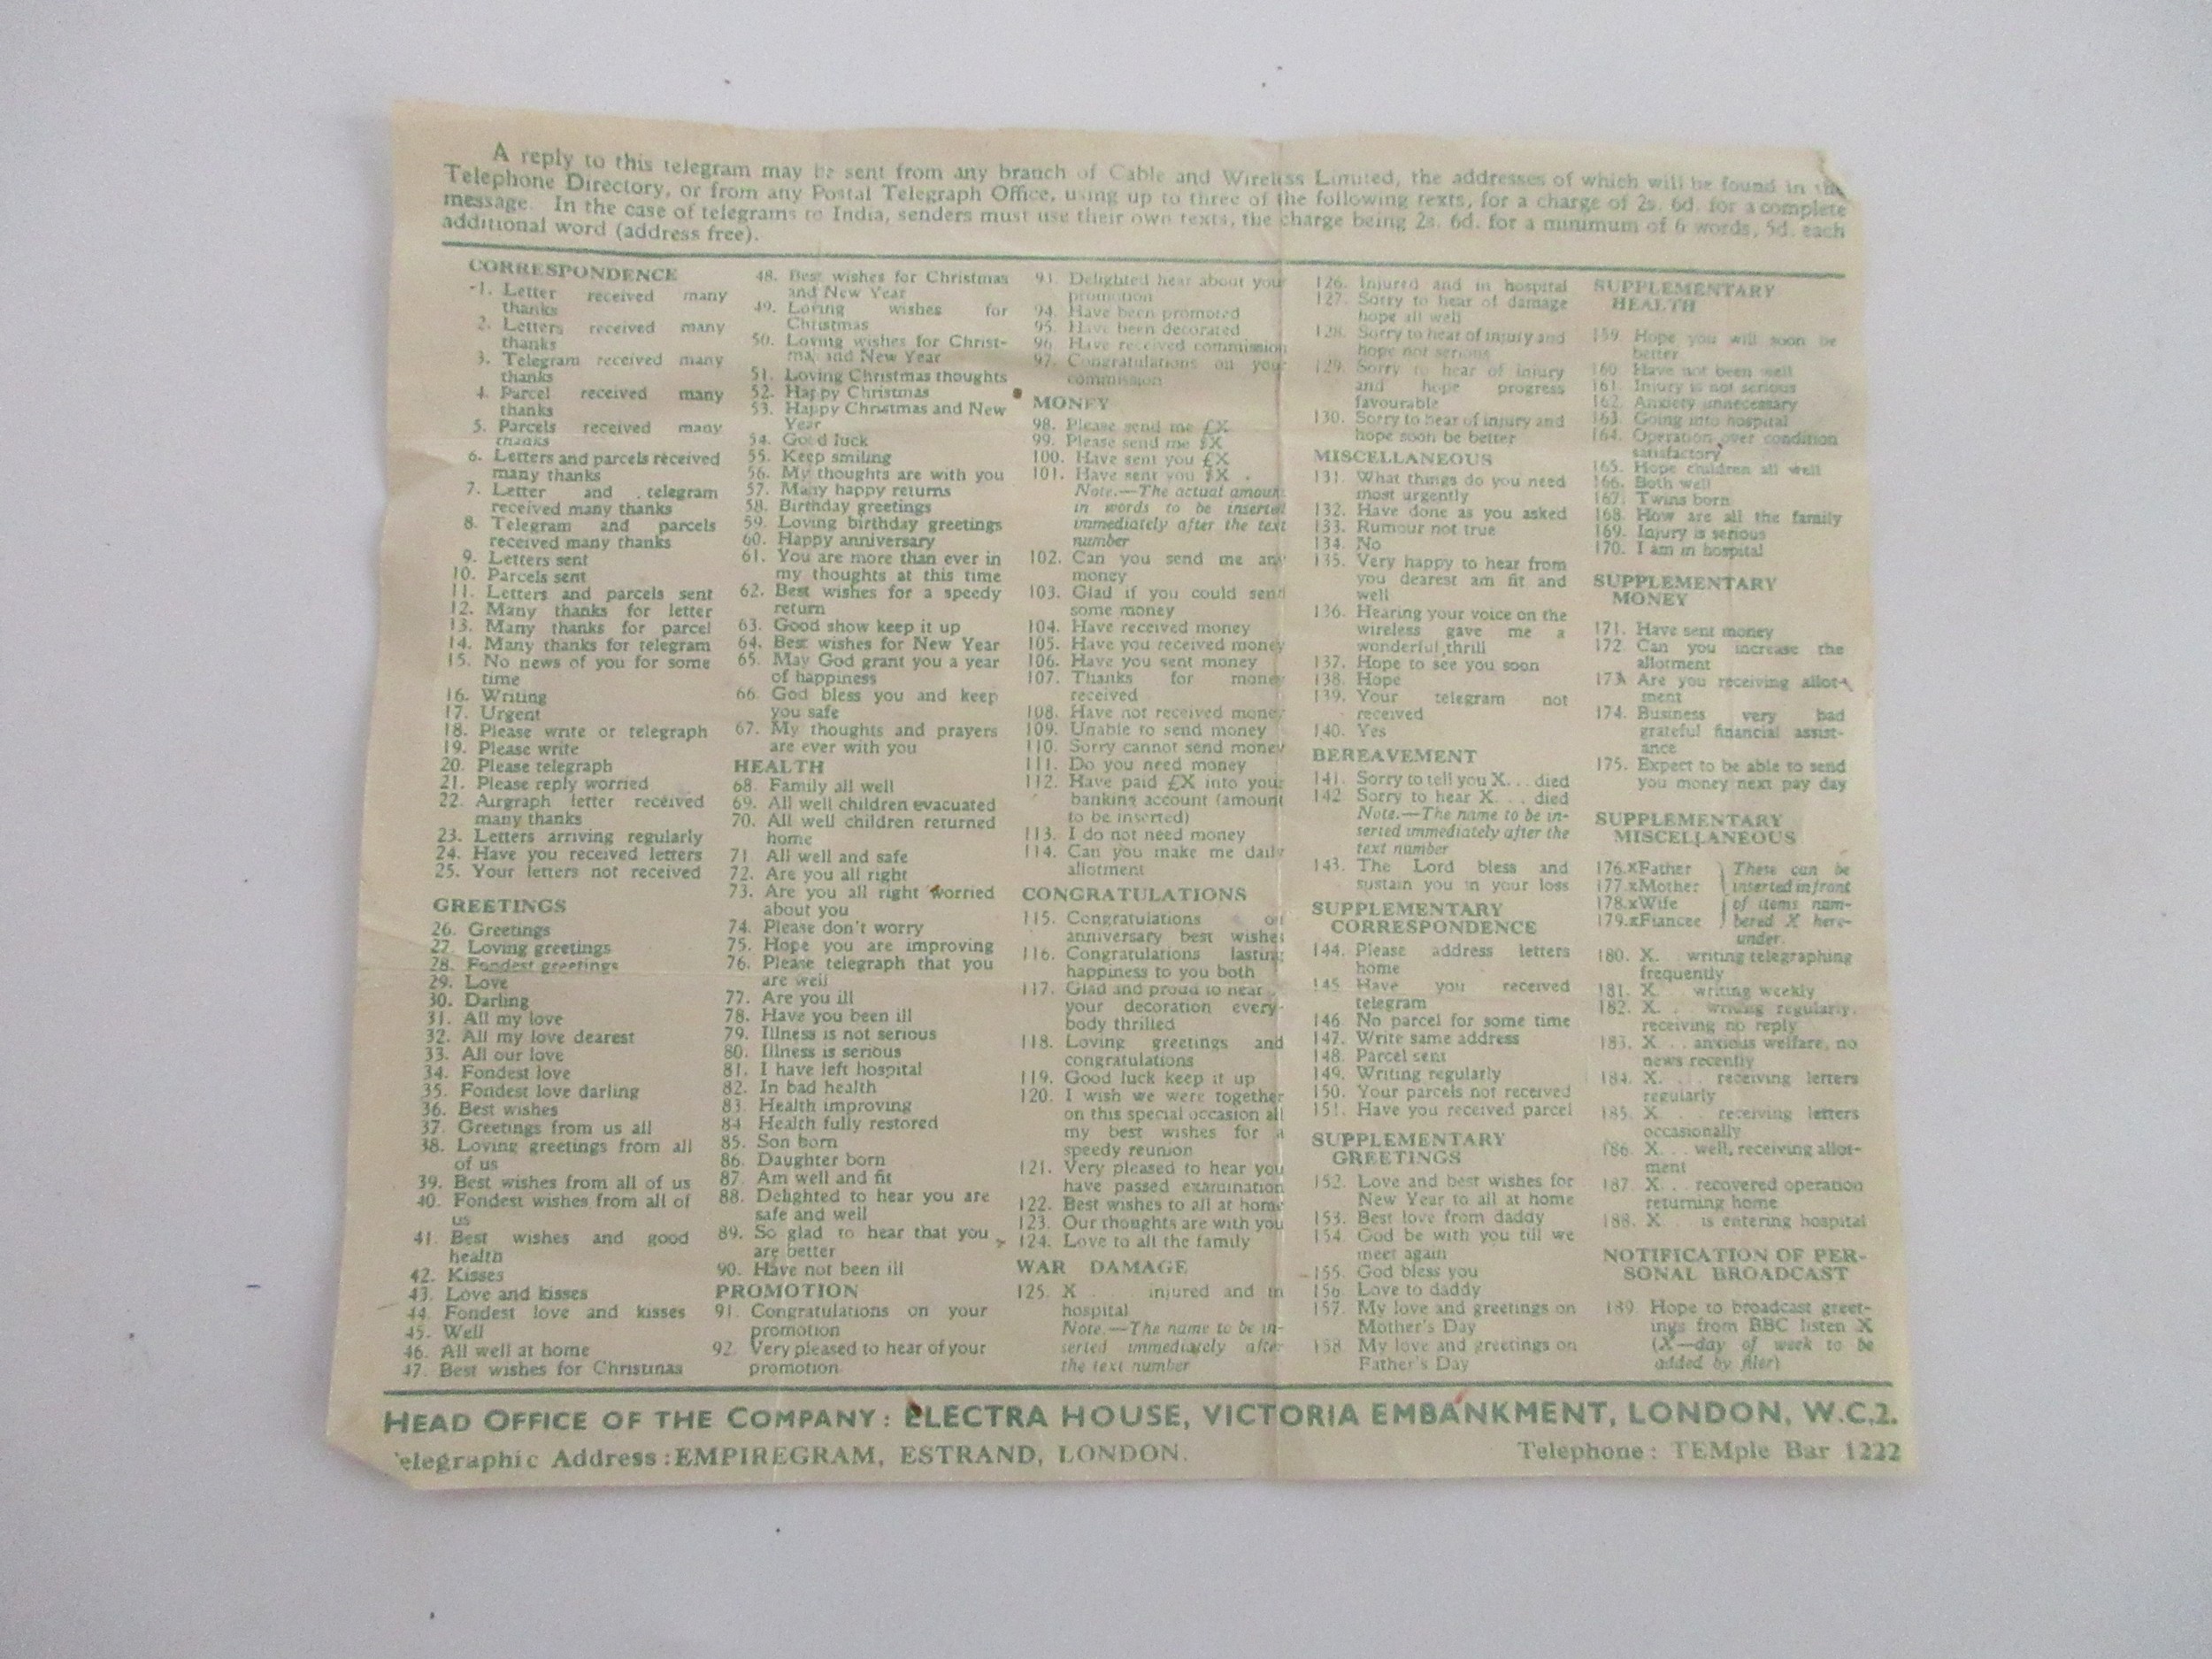 A reply to this telegram may be sent from any branch of Cable and Wireless Limited, the addresses of which will be found in the
Telephone Directory, or from any Postal Telegraph Office, using up to three of the following texts, for a charge of 2s. 6d. for a complete
message. In the case of telegrams to India, senders must use their own texts, the charge being 2s. 6d. for a minimum of 6 words, 5d. each
additional word (address free).
CORRESPONDENCE
1. Letter received many
thanks
2. Letters received many
thanks
3. Telegram received many
thanks
4. Parcel received many
thanks
5. Parcels received many
thanks
6. Letters and parcels received
many thanks
7. Letter and telegram
received many thanks
8. Telegram and parcels
received many thanks
9. Letters sent
10. Parcels sent
11. Letters and parcels sent
12. Many thanks for letter
13. Many thanks for parcel
14. Many thanks for telegram
15. No news of you for some
time
16. Writing
17. Urgent
18. Please write or telegraph
19. Please write
20. Please telegraph
21. Please reply worried
22. Airgraph letter received
many thanks
23. Letters arriving regularly
24. Have you received letters
25. Your letters not received
GREETINGS
26. Greetings
27. Loving greetings
28. Fondest greetings
29. Love
30. Darling
31. All my love
32. All my love dearest
33. All our love
34. Fondest love
35. Fondest love darling
36. Best wishes
37. Greetings from us all
38. Loving greetings from all
of us
39. Best wishes from all of us
40. Fondest wishes from all of
us
41. Best wishes and good
health
42. Kisses
43. Love and kisses
44. Fondest love and kisses
45. Well
46. All well at home
47. Best wishes for Christmas
48. Best wishes for Christmas
and New Year
49. Loving wishes for
Christmas
50. Loving wishes for Christ-
mas and New Year
51. Loving Christmas thoughts
52. Happy Christmas
53. Happy Christmas and New
Year
54. Good luck
55. Keep smiling
56. My thoughts are with you
57. Many happy returns
58. Birthday greetings
59. Loving birthday greetings
60. Happy anniversary
61. You are more than ever in
my thoughts at this time
62. Best wishes for a speedy
return
63. Good show keep it up
64. Best wishes for New Year
65. May God grant you a year
of happiness
66. God bless you and keep
you safe
67. My thoughts and prayers
are ever with you
HEALTH
68. Family all well
69. All well children evacuated
70. All well children returned
home
71. All well and safe
72. Are you all right
73. Are you all right worried
about you
74. Please don't worry
75. Hope you are improving
76. Please telegraph that you
are well
77. Are you ill
78. Have you been ill
79. Illness is not serious
80. Illness is serious
81. I have left hospital
82. In bad health
83. Health improving
84. Health fully restored
85. Son born
86. Daughter born
87. Am well and fit
88. Delighted to hear you are
safe and well
89. So glad to hear that you
are better
90. Have not been ill
PROMOTION
91. Congratulations on your
promotion
92. Very pleased to hear of your
promotion
93. Delighted hear about your
promotion
94. Have been promoted
95. Have been decorated
96. Have received commission
97. Congratulations on your
commission
MONEY
98. Please send me £X
99. Please send me $X
100. Have sent you £X
101. Have sent you $X
Note.—The actual amount
in words to be inserted
immediately after the text
number
102. Can you send me any
money
103. Glad if you could send
some money
104. Have received money
105. Have you received money
106. Have you sent money
107. Thanks for money
received
108. Have not received money
109. Unable to send money
110. Sorry cannot send money
111. Do you need money
112. Have paid £X into your
banking account (amount
to be inserted)
113. I do not need money
114. Can you make me daily
allotment
CONGRATULATIONS
115. Congratulations on
anniversary best wishes
116. Congratulations lasting
happiness to you both
117. Glad and proud to hear
your decoration every-
body thrilled
118. Loving greetings and
congratulations
119. Good luck keep it up
120. I wish we were together
on this special occasion all
my best wishes for a
speedy reunion
121. Very pleased to hear you
have passed examination
122. Best wishes to all at home
123. Our thoughts are with you
124. Love to all the family
WAR DAMAGE
125. X . . . injured and in
hospital
Note.—The name to be in-
serted immediately after
the text number
126. Injured and in hospital
127. Sorry to hear of damage
hope all well
128. Sorry to hear of injury and
hope not serious
129. Sorry to hear of injury
and hope progress
favourable
130. Sorry to hear of injury and
hope soon be better
MISCELLANEOUS
131. What things do you need
most urgently
132. Have done as you asked
133. Rumour not true
134. No
135. Very happy to hear from
you dearest am fit and
well
136. Hearing your voice on the
wireless gave me a
wonderful thrill
137. Hope to see you soon
138. Hope
139. Your telegram not
received
140. Yes
BEREAVEMENT
141. Sorry to tell you X . . . died
142. Sorry to hear X . . . died
Note.—The name to be in-
serted immediately after the
text number
143. The Lord bless and
sustain you in your loss
SUPPLEMENTARY
CORRESPONDENCE
144. Please address letters
home
145. Have you received
telegram
146. No parcel for some time
147. Write same address
148. Parcel sent
149. Writing regularly
150. Your parcels not received
151. Have you received parcel
SUPPLEMENTARY
GREETINGS
152. Love and best wishes for
New Year to all at home
153. Best love from daddy
154. God be with you till we
meet again
155. God bless you
156. Love to daddy
157. My love and greetings on
Mother's Day
158. My love and greetings on
Father's Day
SUPPLEMENTARY
HEALTH
159. Hope you will soon be
better
160. Have not been well
161. Injury is not serious
162. Anxiety unnecessary
163. Going into hospital
164. Operation over condition
satisfactory
165. Hope children all well
166. Both well
167. Twins born
168. How are all the family
169. Injury is serious
170. I am in hospital
SUPPLEMENTARY
MONEY
171. Have sent money
172. Can you increase the
allotment
173. Are you receiving allot-
ment
174. Business very bad
grateful financial assist-
ance
175. Expect to be able to send
you money next pay day
SUPPLEMENTARY
MISCELLANEOUS
176.xFather These can be
177.xMother inserted in front
178.xWife of items num-
179.xFiancee bered X here-
under.
180. X . . . writing telegraphing
frequently
181. X . . . writing weekly
182. X . . . writing regularly,
receiving no reply
183. X . . . anxious welfare, no
news recently
184. X . . . receiving letters
regularly
185. X . . . receiving letters
occasionally
186. X . . . well, receiving allot-
ment
187. X . . . recovered operation
returning home
188. X . . . is entering hospital
NOTIFICATION OF PER-
SONAL BROADCAST
189. Hope to broadcast greet-
ings from BBC listen X
(X—day of week to be
added by filer)
HEAD OFFICE OF THE COMPANY: ELECTRA HOUSE, VICTORIA EMBANKMENT, LONDON, W.C.2.
elegraphic Address: EMPIREGRAM, ESTRAND, LONDON. Telephone: TEMple Bar 1222